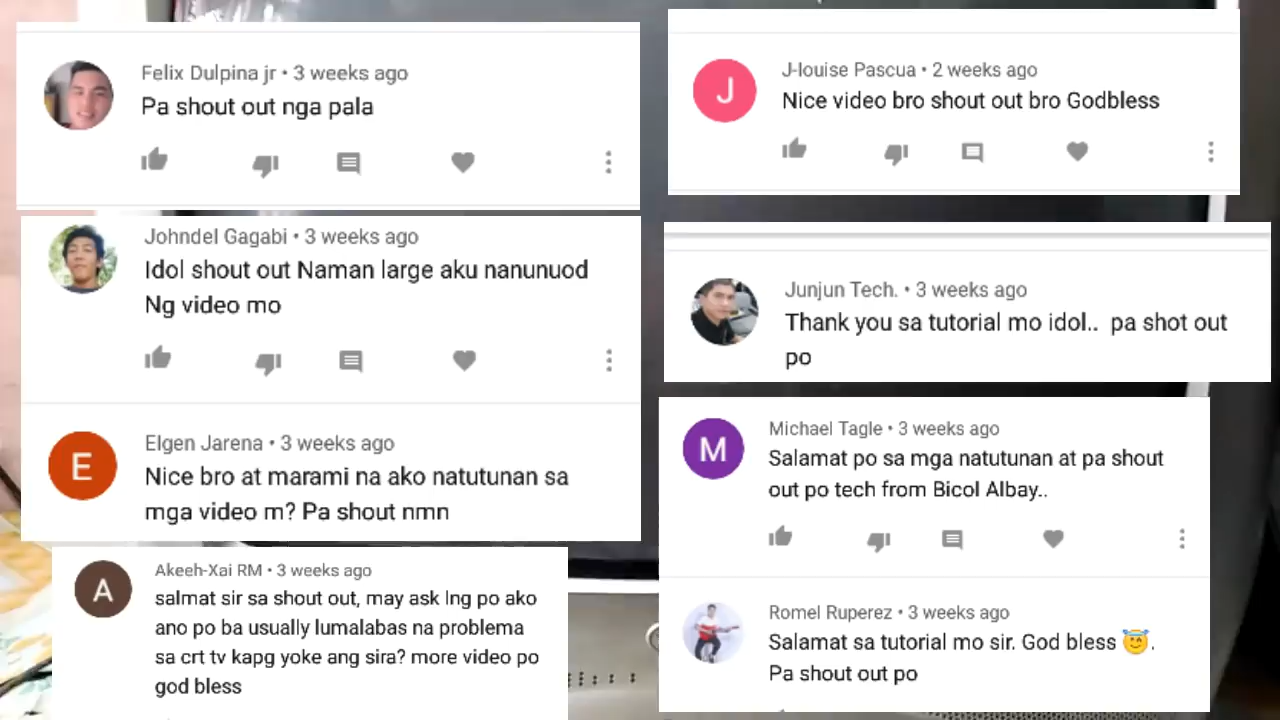 Felix Dulpina jr • 3 weeks ago
Pa shout out nga pala
Johndel Gagabi • 3 weeks ago
Idol shout out Naman large aku nanunuod
Ng video mo
E
Elgen Jarena • 3 weeks ago
Nice bro at marami na ako natutunan sa
mga video m? Pa shout nmn
A
Akeeh-Xai RM • 3 weeks ago
salmat sir sa shout out, may ask lng po ako
ano po ba usually lumalabas na problema
sa crt tv kapg yoke ang sira? more video po
god bless
J
J-louise Pascua • 2 weeks ago
Nice video bro shout out bro Godbless
Junjun Tech. • 3 weeks ago
Thank you sa tutorial mo idol.. pa shot out
po
M
Michael Tagle • 3 weeks ago
Salamat po sa mga natutunan at pa shout
out po tech from Bicol Albay..
Romel Ruperez • 3 weeks ago
Salamat sa tutorial mo sir. God bless 😇.
Pa shout out po